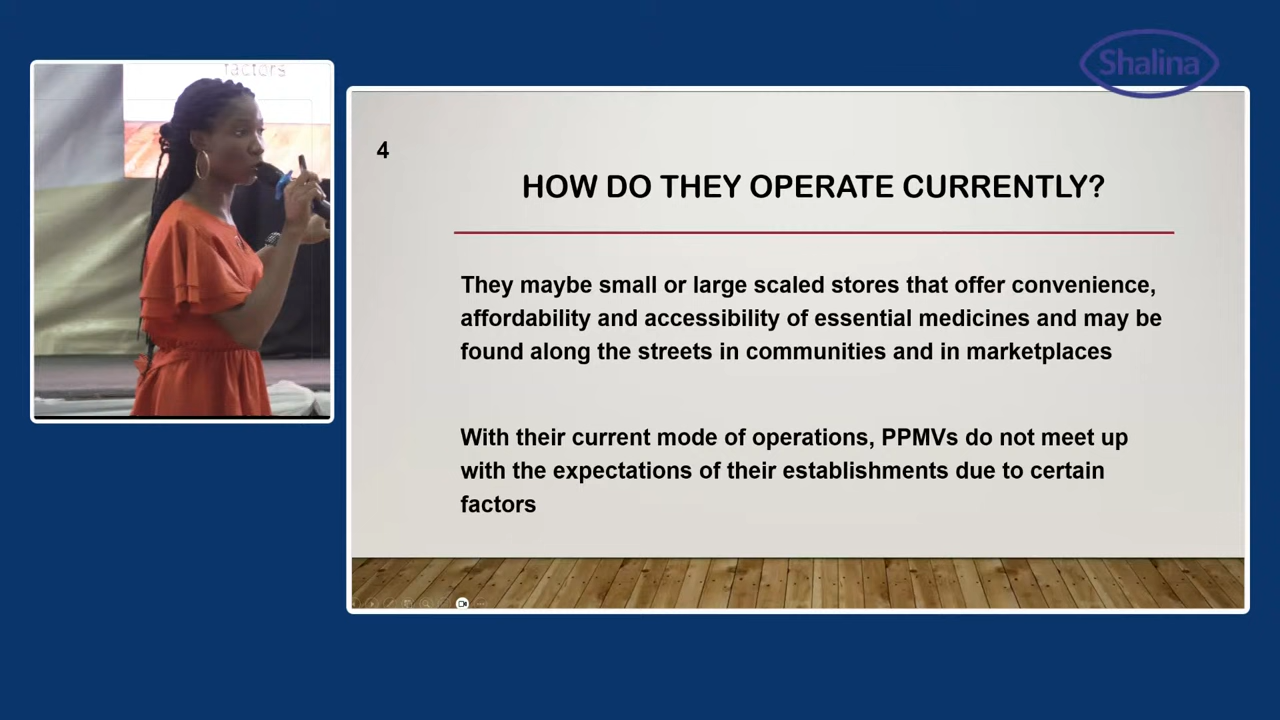 factors
Shalina
4
HOW DO THEY OPERATE CURRENTLY?
They maybe small or large scaled stores that offer convenience,
affordability and accessibility of essential medicines and may be
found along the streets in communities and in marketplaces
With their current mode of operations, PPMVs do not meet up
with the expectations of their establishments due to certain
factors